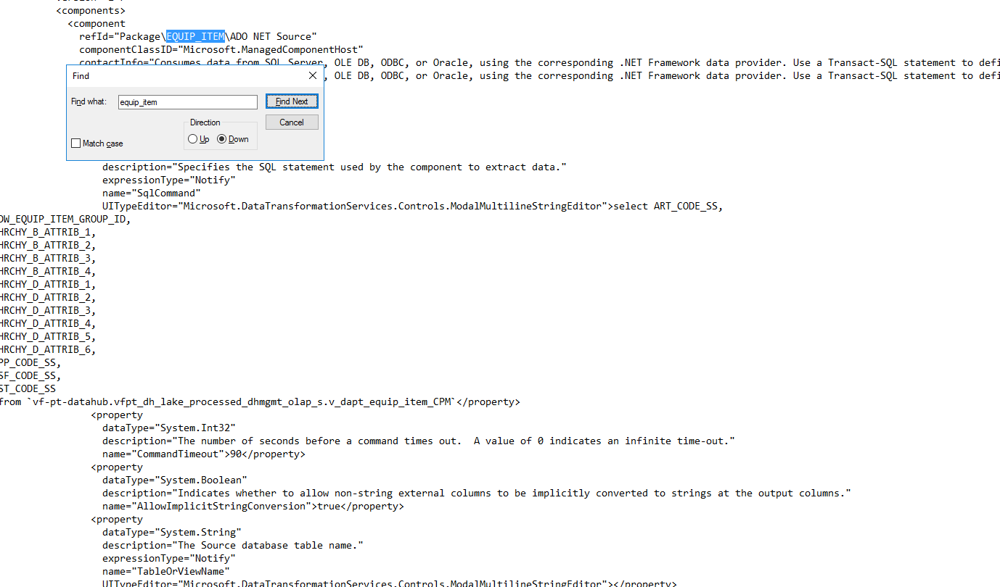 <components>
<component
refId="Package\EQUIP_ITEM\ADO NET Source"
componentClassID="Microsoft.ManagedComponentHost"
contactInfo="Consumes data from SQL Server, OLE DB, ODBC, or Oracle, using the corresponding .NET Framework data provider. Use a Transact-SQL statement to defi
, OLE DB, ODBC, or Oracle, using the corresponding .NET Framework data provider. Use a Transact-SQL statement to defi
Find
Find what:
equip_item
Find Next
Direction
Cancel
Up
Down
Match case
description="Specifies the SQL statement used by the component to extract data."
expressionType="Notify"
name="SqlCommand"
UITypeEditor="Microsoft.DataTransformationServices.Controls.ModalMultilineStringEditor">select ART_CODE_SS,
OW_EQUIP_ITEM_GROUP_ID,
HRCHY_B_ATTRIB_1,
HRCHY_B_ATTRIB_2,
HRCHY_B_ATTRIB_3,
HRCHY_B_ATTRIB_4,
HRCHY_D_ATTRIB_1,
HRCHY_D_ATTRIB_2,
HRCHY_D_ATTRIB_3,
HRCHY_D_ATTRIB_4,
HRCHY_D_ATTRIB_5,
HRCHY_D_ATTRIB_6,
PP_CODE_SS,
SF_CODE_SS,
ST_CODE_SS
from `vf-pt-datahub.vfpt_dh_lake_processed_dhmgmt_olap_s.v_dapt_equip_item_CPM`</property>
<property
dataType="System.Int32"
description="The number of seconds before a command times out.  A value of 0 indicates an infinite time-out."
name="CommandTimeout">90</property>
<property
dataType="System.Boolean"
description="Indicates whether to allow non-string external columns to be implicitly converted to strings at the output columns."
name="AllowImplicitStringConversion">true</property>
<property
dataType="System.String"
description="The Source database table name."
expressionType="Notify"
name="TableOrViewName"
UITypeEditor="Microsoft.DataTransformationServices.Controls.ModalMultilineStringEditor"></property>